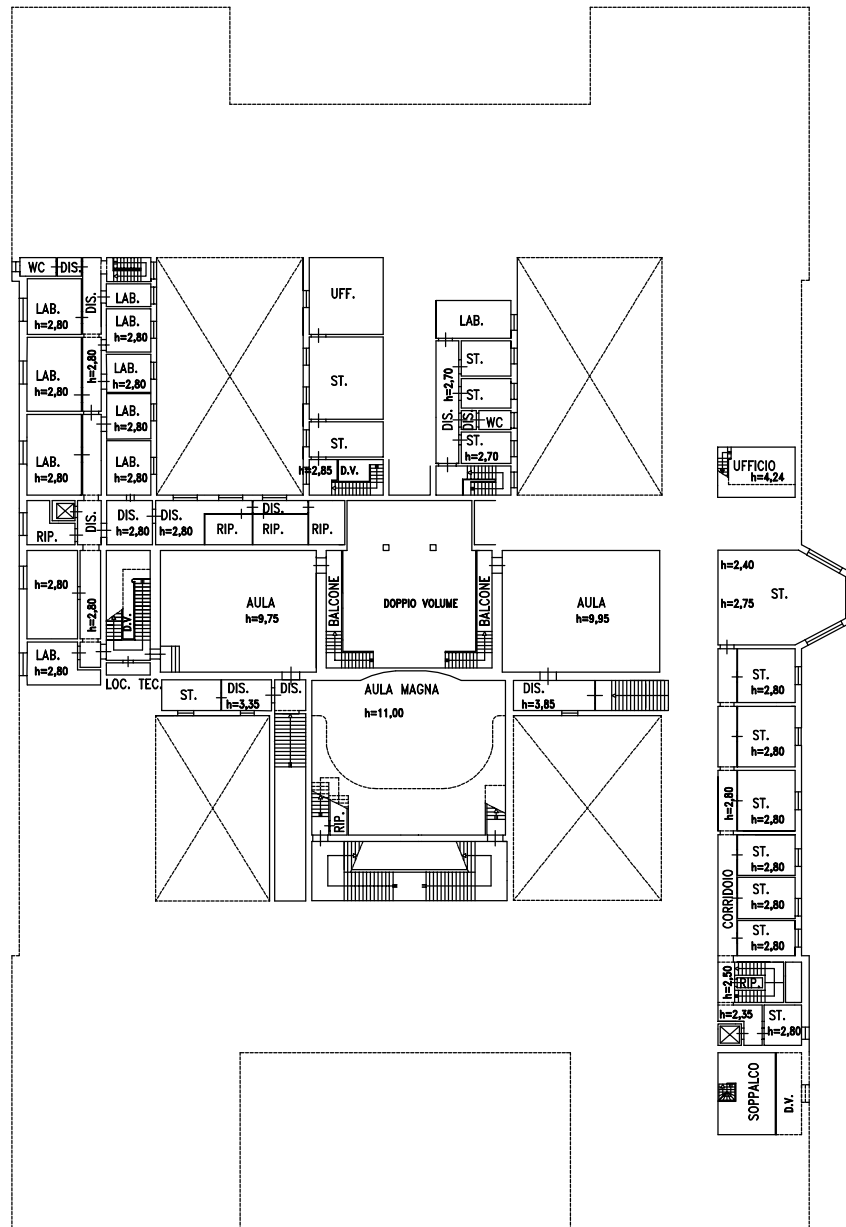 WC
DIS.
DIS.
LAB.
h=2,80
LAB.
LAB.
h=2,80
LAB.
h=2,80
h=2,80
LAB.
h=2,80
LAB.
h=2,80
LAB.
h=2,80
LAB.
h=2,80
RIP.
DIS.
DIS.
h=2,80
DIS.
h=2,80
RIP.
DIS.
RIP.
RIP.
h=2,80
h=2,80
D.V.
LAB.
h=2,80
LOC. TEC.
UFF.
ST.
ST.
h=2,85
D.V.
LAB.
DIS.
h=2,70
ST.
ST.
DIS.
WC
ST.
h=2,70
UFFICIO
h=4,24
AULA
h=9,75
BALCONE
DOPPIO VOLUME
BALCONE
AULA
h=9,95
h=2,40
h=2,75
ST.
ST.
DIS.
h=3,35
DIS.
AULA MAGNA
h=11,00
DIS.
h=3,85
RIP.
ST.
h=2,80
ST.
h=2,80
h=2,80
ST.
h=2,80
CORRIDOIO
ST.
h=2,80
ST.
h=2,80
ST.
h=2,80
h=2,50
RIP.
h=2,35
ST.
h=2,80
SOPPALCO
D.V.